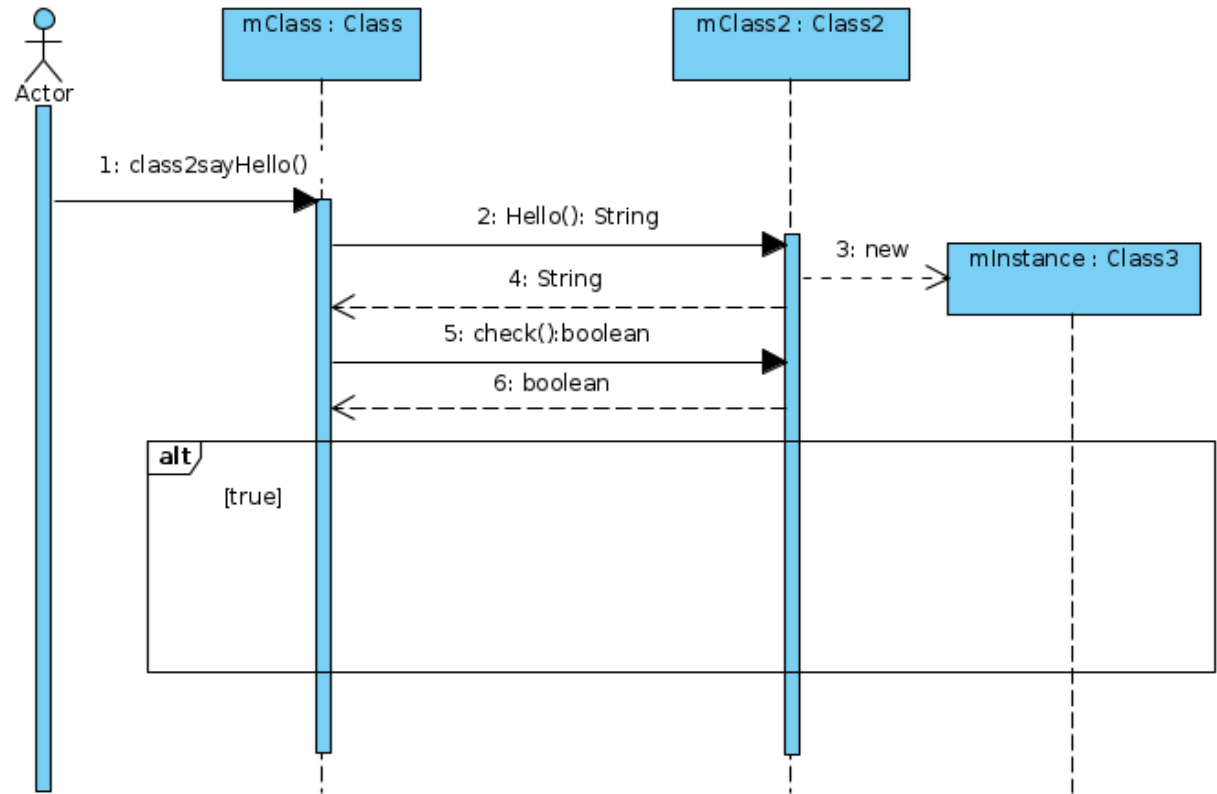 mClass : Class
mClass2 : Class2
Actor
1: class2sayHello()
2: Hello(): String
3: new
mInstance : Class3
4: String
5: check():boolean
6: boolean
alt
[true]